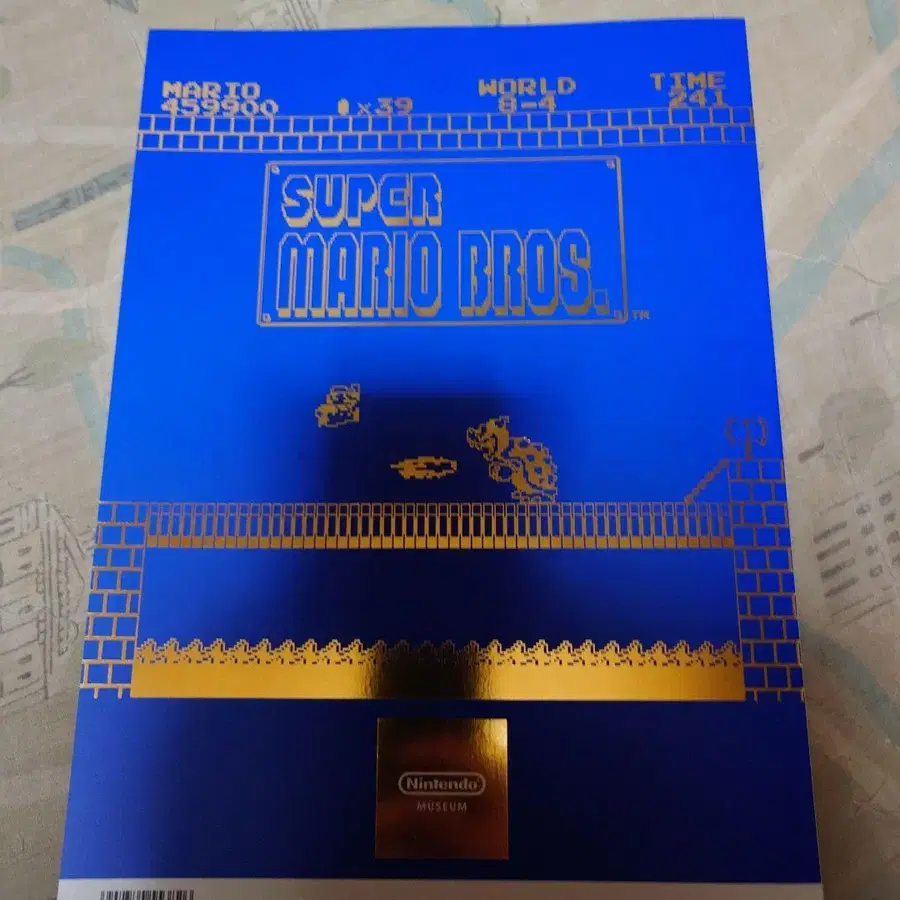 MARIO WORLD TIME
459900 ×39 8-4 241
SUPER
MARIO BROS.
TM
Nintendo
MUSEUM